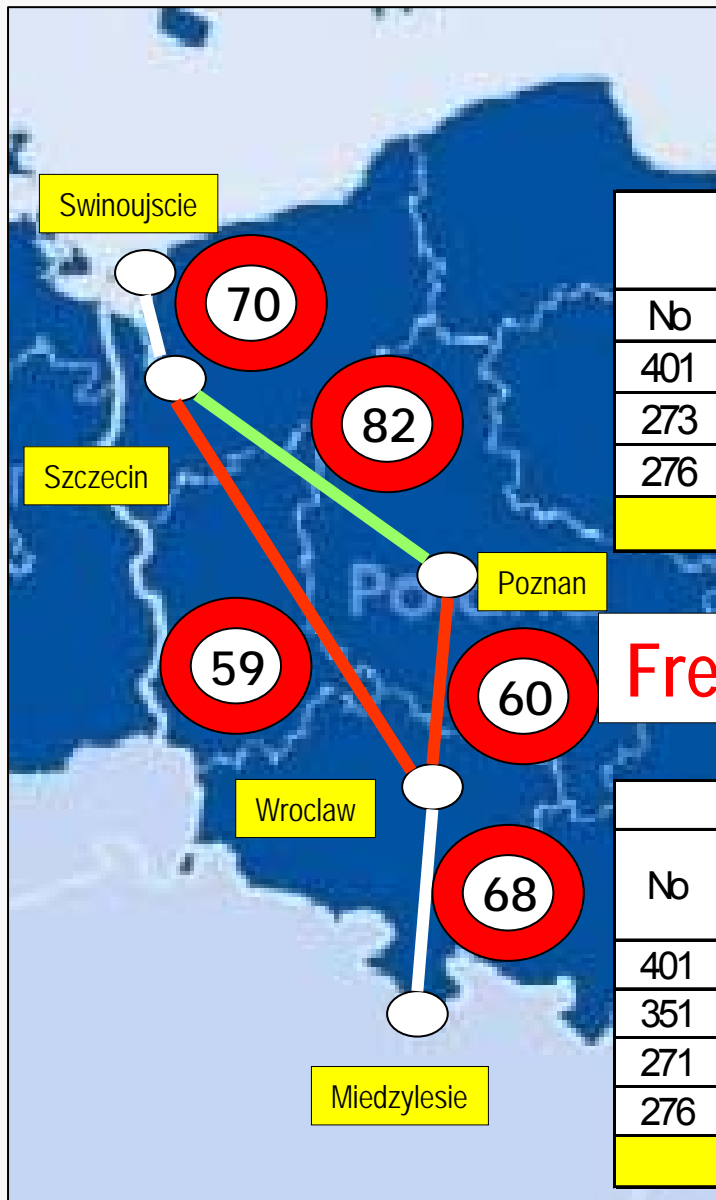 Swinoujscie
70
No
401
82
273
276
Szczecin
Poznan
59
60
Fre
Wroclaw
68
No
401
351
271
276
Miedzylesie